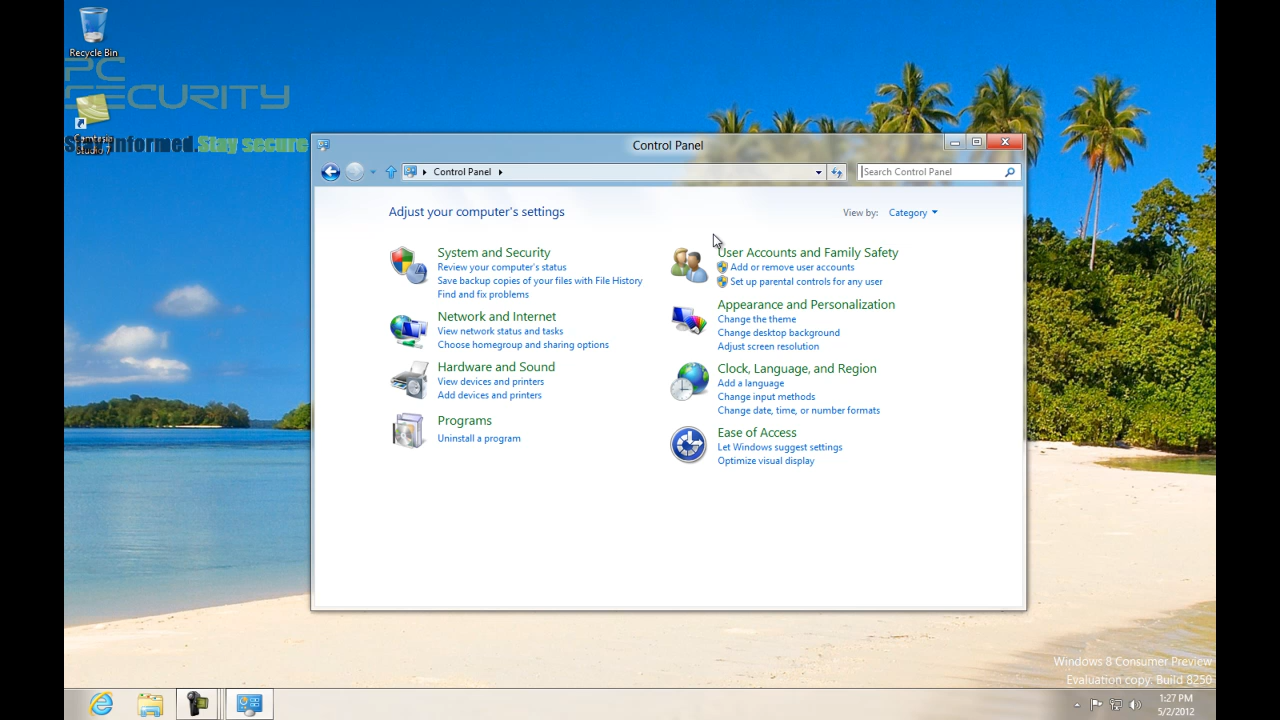 Recycle Bin
PC
SECURITY
Camtasia
Studio 7
Stay informed.Stay secure
Control Panel
Control Panel
Search Control Panel
Adjust your computer's settings
View by: Category
System and Security
Review your computer's status
Save backup copies of your files with File History
Find and fix problems
Network and Internet
View network status and tasks
Choose homegroup and sharing options
Hardware and Sound
View devices and printers
Add devices and printers
Programs
Uninstall a program
User Accounts and Family Safety
Add or remove user accounts
Set up parental controls for any user
Appearance and Personalization
Change the theme
Change desktop background
Adjust screen resolution
Clock, Language, and Region
Add a language
Change input methods
Change date, time, or number formats
Ease of Access
Let Windows suggest settings
Optimize visual display
Windows 8 Consumer Preview
Evaluation copy. Build 8250
1:27 PM
5/2/2012